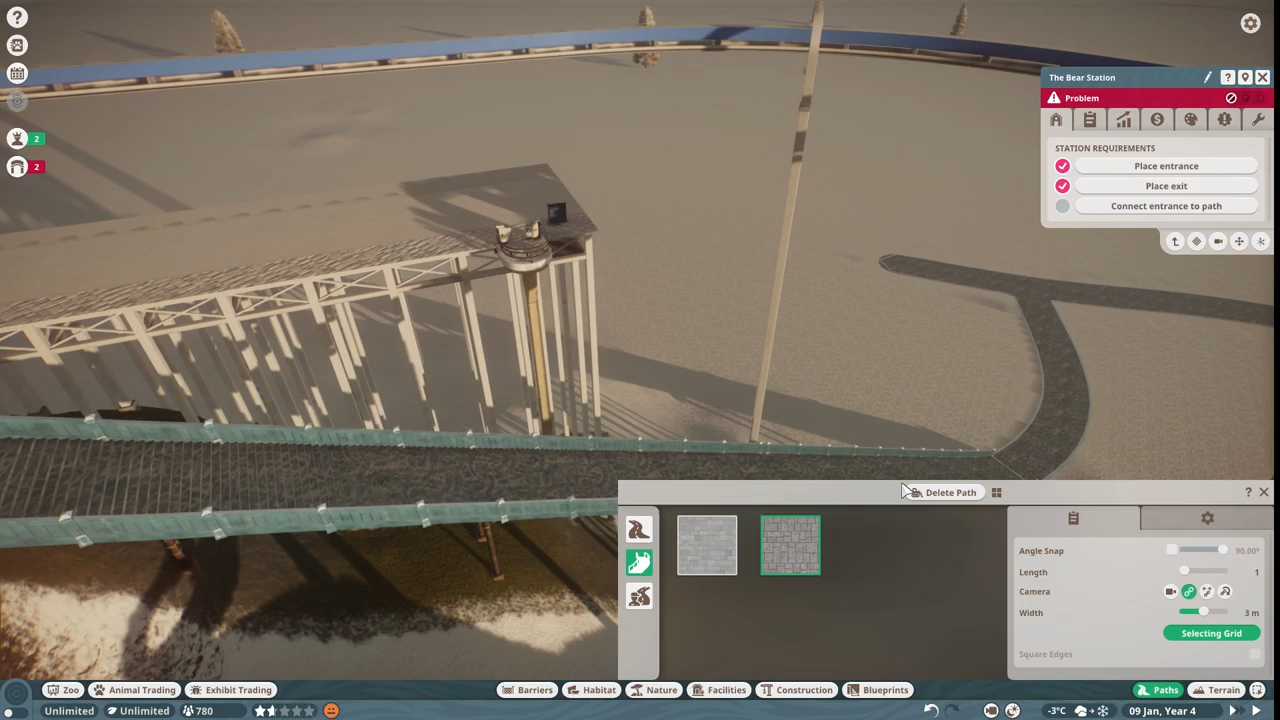 ?
The Bear Station
?
Problem
2
2
STATION REQUIREMENTS
Place entrance
Place exit
Connect entrance to path
Delete Path
?
Angle Snap
90.00°
Length
1
Camera
Width
3 m
Selecting Grid
Square Edges
Zoo
Animal Trading
Exhibit Trading
Barriers
Habitat
Nature
Facilities
Construction
Blueprints
Paths
Terrain
Unlimited
Unlimited
780
-3°C
09 Jan, Year 4